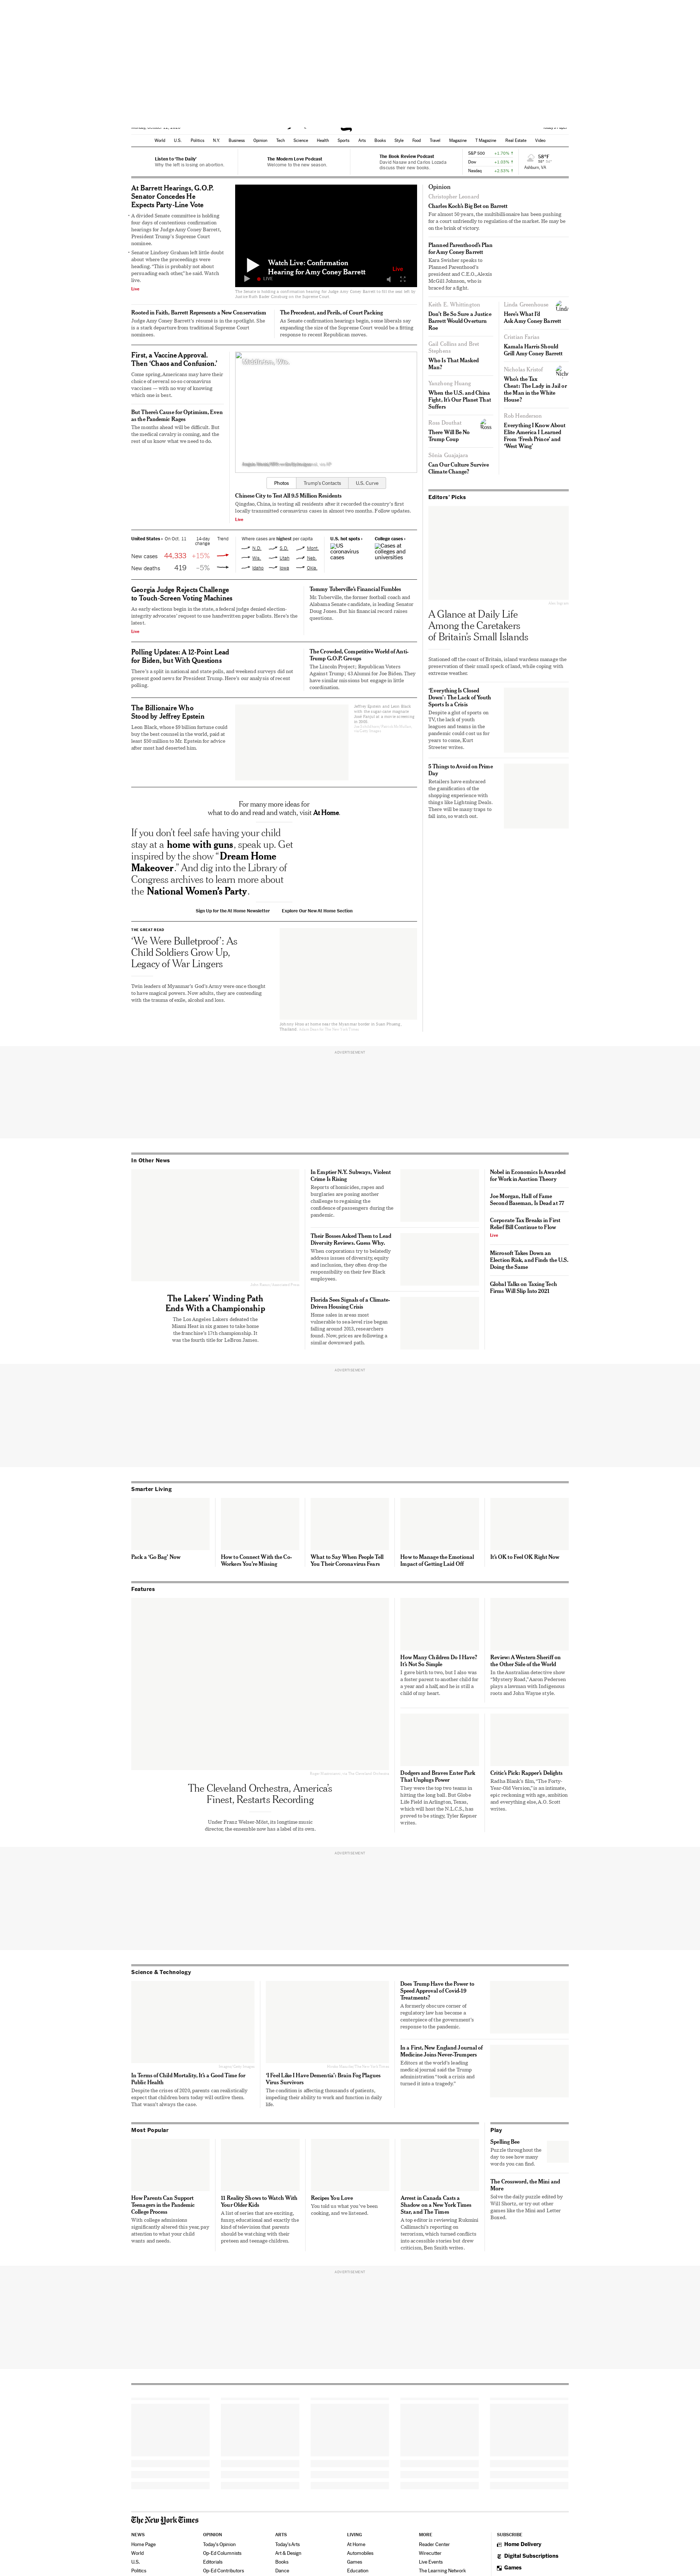 World U.S. Politics N.Y. Business Opinion Tech Science Health Sports Arts Books Style Food Travel Magazine T Magazine Real Estate Video
Listen to 'The Daily'
Why the left is suing on abortion.
The Modern Love Podcast
Welcome to the new season.
The Book Review Podcast
David Nasaw and Carlos Lozada
discuss their new books.
S&P 500
Dow
Nasdaq
58°F
Ashburn, VA
At Barrett Hearings, G.O.P.
Senator Concedes He
Expects Party-Line Vote
A divided Senate committee is holding
four days of contentious confirmation
hearings for Judge Amy Coney Barrett,
President Trump's Supreme Court
nominee.
Senator Lindsey Graham left little doubt
about where the proceedings were
heading. "This is probably not about
persuading each other," he said. Watch
live.
Live
Watch Live: Confirmation
Hearing for Amy Coney Barrett
Live
LIVE
Rooted in Faith, Barrett Represents a New Conservatism
Judge Amy Coney Barrett's résumé is in the spotlight. She
is a stark departure from traditional Supreme Court
nominees.
The Precedent, and Perils, of Court Packing
As Senate confirmation hearings begin, some liberals say
expanding the size of the Supreme Court would be a fitting
response to recent Republican moves.
First, a Vaccine Approval.
Then 'Chaos and Confusion.'
Come spring, Americans may have their
choice of several so-so coronavirus
vaccines — with no way of knowing
which one is best.
But There's Cause for Optimism, Even
as the Pandemic Rages
The months ahead will be difficult. But
the medical cavalry is coming, and the
rest of us know what we need to do.
Middleton, Wis.
Photos
Trump's Contacts
U.S. Curve
Chinese City to Test All 9.5 Million Residents
Qingdao, China, is testing all residents after it recorded the country's first
locally transmitted coronavirus cases in almost two months. Follow updates.
Live
United States › On Oct. 11
14-day
change
Trend
New cases 44,333 +15%
New deaths 419 –5%
Where cases are highest per capita
N.D. S.D. Mont.
Wis. Utah Neb.
Idaho Iowa Okla.
U.S. hot spots ›
US
coronavirus
cases
College cases ›
Cases at
colleges and
universities
Georgia Judge Rejects Challenge
to Touch-Screen Voting Machines
As early elections begin in the state, a federal judge denied election-
integrity advocates' request to use handwritten paper ballots. Here's the
latest.
Live
Tommy Tuberville's Financial Fumbles
Mr. Tuberville, the former football coach and
Alabama Senate candidate, is leading Senator
Doug Jones. But his financial record raises
questions.
Polling Updates: A 12-Point Lead
for Biden, but With Questions
There's a split in national and state polls, and weekend surveys did not
present good news for President Trump. Here's our analysis of recent
polling.
The Crowded, Competitive World of Anti-
Trump G.O.P. Groups
The Lincoln Project; Republican Voters
Against Trump; 43 Alumni for Joe Biden. They
have similar missions but engage in little
coordination.
The Billionaire Who
Stood by Jeffrey Epstein
Leon Black, whose $9 billion fortune could
buy the best counsel in the world, paid at
least $50 million to Mr. Epstein for advice
after most had deserted him.
For many more ideas for
what to do and read and watch, visit At Home.
If you don't feel safe having your child
stay at a home with guns, speak up. Get
inspired by the show "Dream Home
Makeover." And dig into the Library of
Congress archives to learn more about
the National Women's Party.
Sign Up for the At Home Newsletter
Explore Our New At Home Section
THE GREAT READ
'We Were Bulletproof': As
Child Soldiers Grow Up,
Legacy of War Lingers
Twin leaders of Myanmar's God's Army were once thought
to have magical powers. Now adults, they are contending
with the trauma of exile, alcohol and loss.
Opinion
Christopher Leonard
Charles Koch's Big Bet on Barrett
For almost 50 years, the multibillionaire has been pushing
for a court unfriendly to regulation of the market. He may be
on the brink of victory.
Planned Parenthood's Plan
for Amy Coney Barrett
Kara Swisher speaks to
Planned Parenthood's
president and C.E.O., Alexis
McGill Johnson, who is
braced for a fight.
Keith E. Whittington
Don't Be So Sure a Justice
Barrett Would Overturn
Roe
Gail Collins and Bret
Stephens
Who Is That Masked
Man?
Yanzhong Huang
When the U.S. and China
Fight, It's Our Planet That
Suffers
Ross Douthat
There Will Be No
Trump Coup
Sônia Guajajara
Can Our Culture Survive
Climate Change?
Linda Greenhouse
Here's What I'd
Ask Amy Coney Barrett
Cristian Farias
Kamala Harris Should
Grill Amy Coney Barrett
Nicholas Kristof
Who's the Tax
Cheat: The Lady in Jail or
the Man in the White
House?
Rob Henderson
Everything I Know About
Elite America I Learned
From 'Fresh Prince' and
'West Wing'
Editors' Picks
A Glance at Daily Life
Among the Caretakers
of Britain's Small Islands
Stationed off the coast of Britain, island wardens manage the
preservation of their small speck of land, while coping with
extreme weather.
'Everything Is Closed
Down': The Lack of Youth
Sports Is a Crisis
Despite a glut of sports on
TV, the lack of youth
leagues and teams in the
pandemic could cost us for
years to come, Kurt
Streeter writes.
5 Things to Avoid on Prime
Day
Retailers have embraced
the gamification of the
shopping experience with
things like Lightning Deals.
There will be many traps to
fall into, so watch out.
ADVERTISEMENT
In Other News
The Lakers' Winding Path
Ends With a Championship
The Los Angeles Lakers defeated the
Miami Heat in six games to take home
the franchise's 17th championship. It
was the fourth title for LeBron James.
In Emptier N.Y. Subways, Violent
Crime Is Rising
Reports of homicides, rapes and
burglaries are posing another
challenge to regaining the
confidence of passengers during the
pandemic.
Their Bosses Asked Them to Lead
Diversity Reviews. Guess Why.
When corporations try to belatedly
address issues of diversity, equity
and inclusion, they often drop the
responsibility on their few Black
employees.
Florida Sees Signals of a Climate-
Driven Housing Crisis
Home sales in areas most
vulnerable to sea-level rise began
falling around 2013, researchers
found. Now, prices are following a
similar downward path.
Nobel in Economics Is Awarded
for Work in Auction Theory
Joe Morgan, Hall of Fame
Second Baseman, Is Dead at 77
Corporate Tax Breaks in First
Relief Bill Continue to Flow
Live
Microsoft Takes Down an
Election Risk, and Finds the U.S.
Doing the Same
Global Talks on Taxing Tech
Firms Will Slip Into 2021
ADVERTISEMENT
Smarter Living
Pack a 'Go Bag' Now
How to Connect With the Co-
Workers You're Missing
What to Say When People Tell
You Their Coronavirus Fears
How to Manage the Emotional
Impact of Getting Laid Off
It's OK to Feel OK Right Now
Features
The Cleveland Orchestra, America's
Finest, Restarts Recording
Under Franz Welser-Möst, its longtime music
director, the ensemble now has a label of its own.
How Many Children Do I Have?
It's Not So Simple
I gave birth to two, but I also was
a foster parent to another child for
a year and a half, and he is still a
child of my heart.
Review: A Western Sheriff on
the Other Side of the World
In the Australian detective show
"Mystery Road," Aaron Pedersen
plays a lawman with Indigenous
roots and John Wayne style.
Dodgers and Braves Enter Park
That Unplugs Power
They were the top two teams in
hitting the long ball. But Globe
Life Field in Arlington, Texas,
which will host the N.L.C.S., has
proved to be stingy, Tyler Kepner
writes.
Critic's Pick: Rapper's Delights
Radha Blank's film, "The Forty-
Year-Old Version," is an intimate,
epic reckoning with age, ambition
and everything else, A.O. Scott
writes.
ADVERTISEMENT
Science & Technology
In Terms of Child Mortality, It's a Good Time for
Public Health
Despite the crises of 2020, parents can realistically
expect that children born today will outlive them.
That wasn't always the case.
'I Feel Like I Have Dementia': Brain Fog Plagues
Virus Survivors
The condition is affecting thousands of patients,
impeding their ability to work and function in daily
life.
Does Trump Have the Power to
Speed Approval of Covid-19
Treatments?
A formerly obscure corner of
regulatory law has become a
centerpiece of the government's
response to the pandemic.
In a First, New England Journal of
Medicine Joins Never-Trumpers
Editors at the world's leading
medical journal said the Trump
administration "took a crisis and
turned it into a tragedy."
Most Popular
How Parents Can Support
Teenagers in the Pandemic
College Process
With college admissions
significantly altered this year, pay
attention to what your child
wants and needs.
11 Reality Shows to Watch With
Your Older Kids
A list of series that are exciting,
funny, educational and exactly the
kind of television that parents
should be watching with their
preteen and teenage children.
Recipes You Love
You told us what you've been
cooking, and we listened.
Arrest in Canada Casts a
Shadow on a New York Times
Star, and The Times
A top editor is reviewing Rukmini
Callimachi's reporting on
terrorism, which turned conflicts
into accessible stories but drew
criticism, Ben Smith writes.
Play
Spelling Bee
Puzzle throughout the
day to see how many
words you can find.
The Crossword, the Mini and
More
Solve the daily puzzle edited by
Will Shortz, or try out other
games like the Mini and Letter
Boxed.
ADVERTISEMENT
The New York Times
NEWS
Home Page
World
U.S.
Politics
OPINION
Today's Opinion
Op-Ed Columnists
Editorials
Op-Ed Contributors
ARTS
Today's Arts
Art & Design
Books
Dance
LIVING
At Home
Automobiles
Games
Education
MORE
Reader Center
Wirecutter
Live Events
The Learning Network
SUBSCRIBE
Home Delivery
Digital Subscriptions
Games